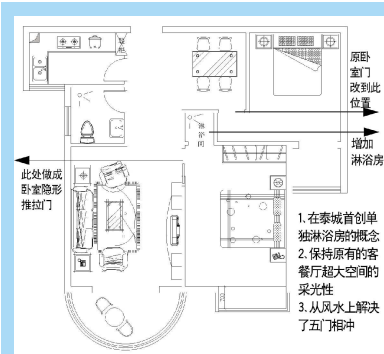 原卧
室门
改到此
位置
淋浴间
增加
淋浴房
此处做成
卧室隐形
推拉门
1、在泰城首创单
独淋浴房的概念
2、保持原有的客
餐厅超大空间的
采光性
3、从风水上解决
了五门相冲